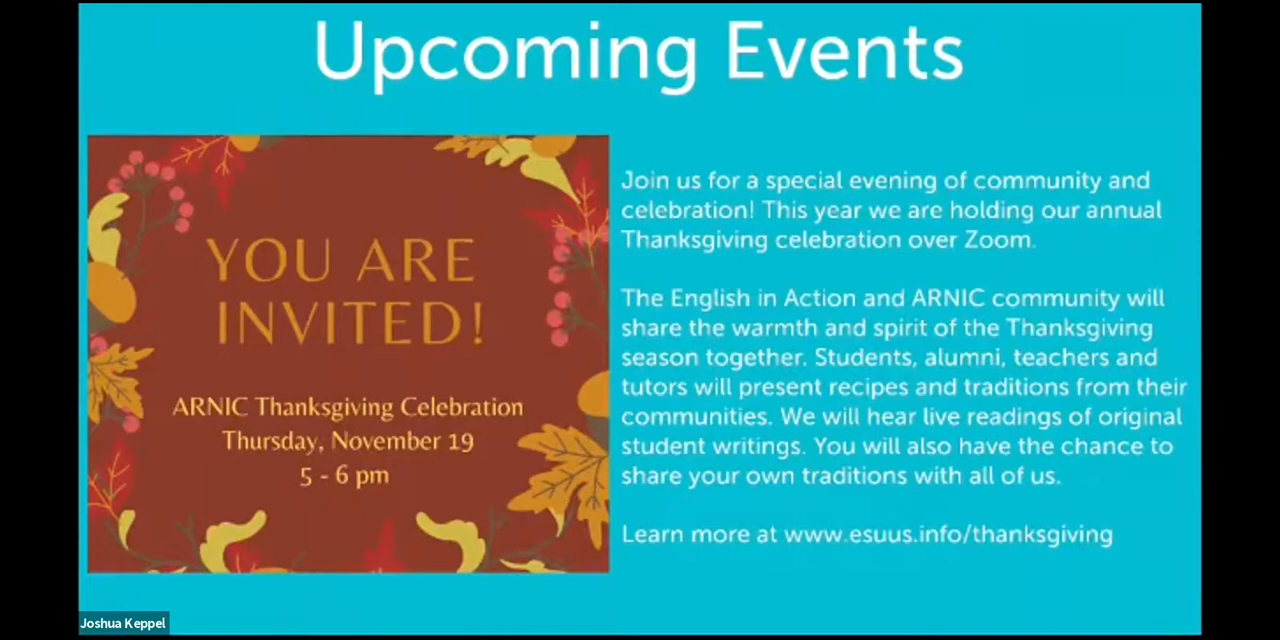 Upcoming Events
YOU ARE
INVITED!
ARNIC Thanksgiving Celebration
Thursday, November 19
5 - 6 pm
Join us for a special evening of community and
celebration! This year we are holding our annual
Thanksgiving celebration over Zoom.
The English in Action and ARNIC community will
share the warmth and spirit of the Thanksgiving
season together. Students, alumni, teachers and
tutors will present recipes and traditions from their
communities. We will hear live readings of original
student writings. You will also have the chance to
share your own traditions with all of us.
Learn more at www.esuus.info/thanksgiving
Joshua Keppel